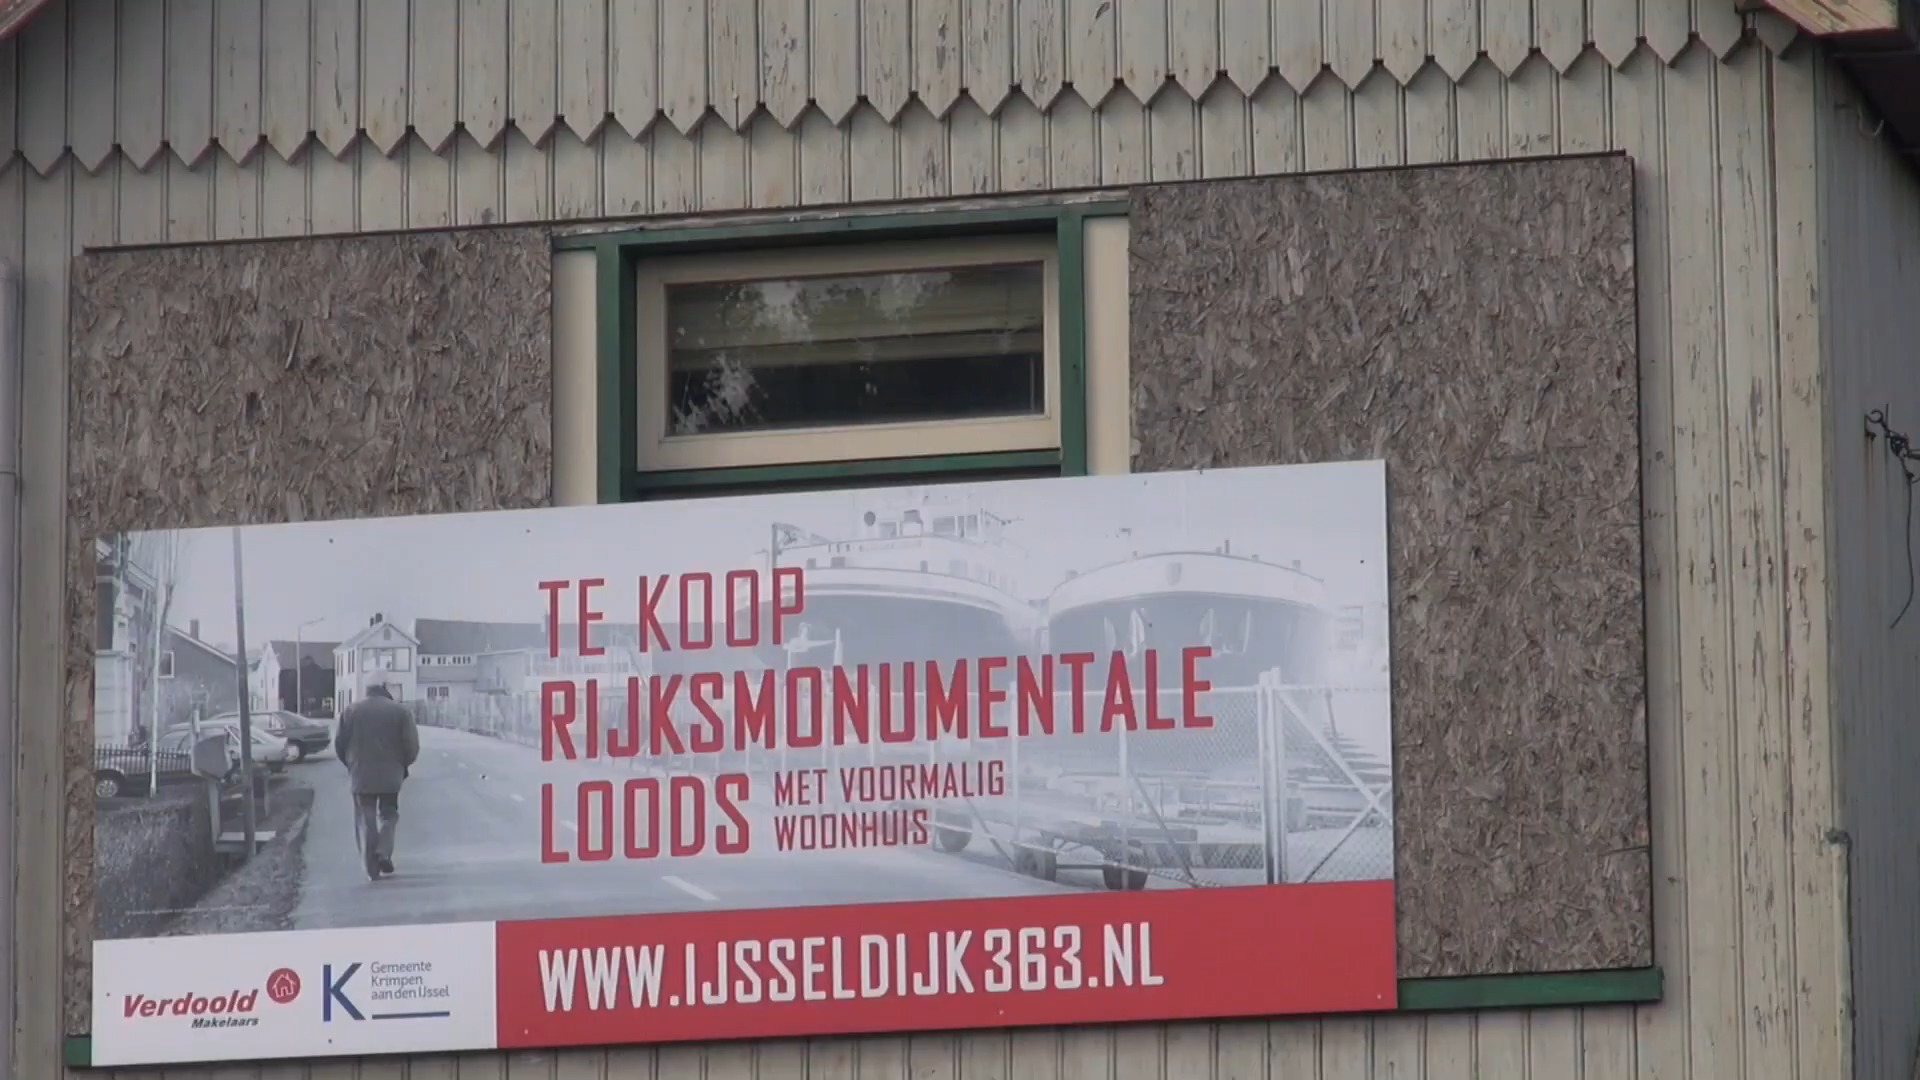 TE KOOP
RIJKSMONUMENTALE
LOODS MET VOORMALIG
WOONHUIS
WWW.IJSSELDIJK363.NL
Verdoold
Makelaars
K Gemeente
Krimpen
aan den IJssel